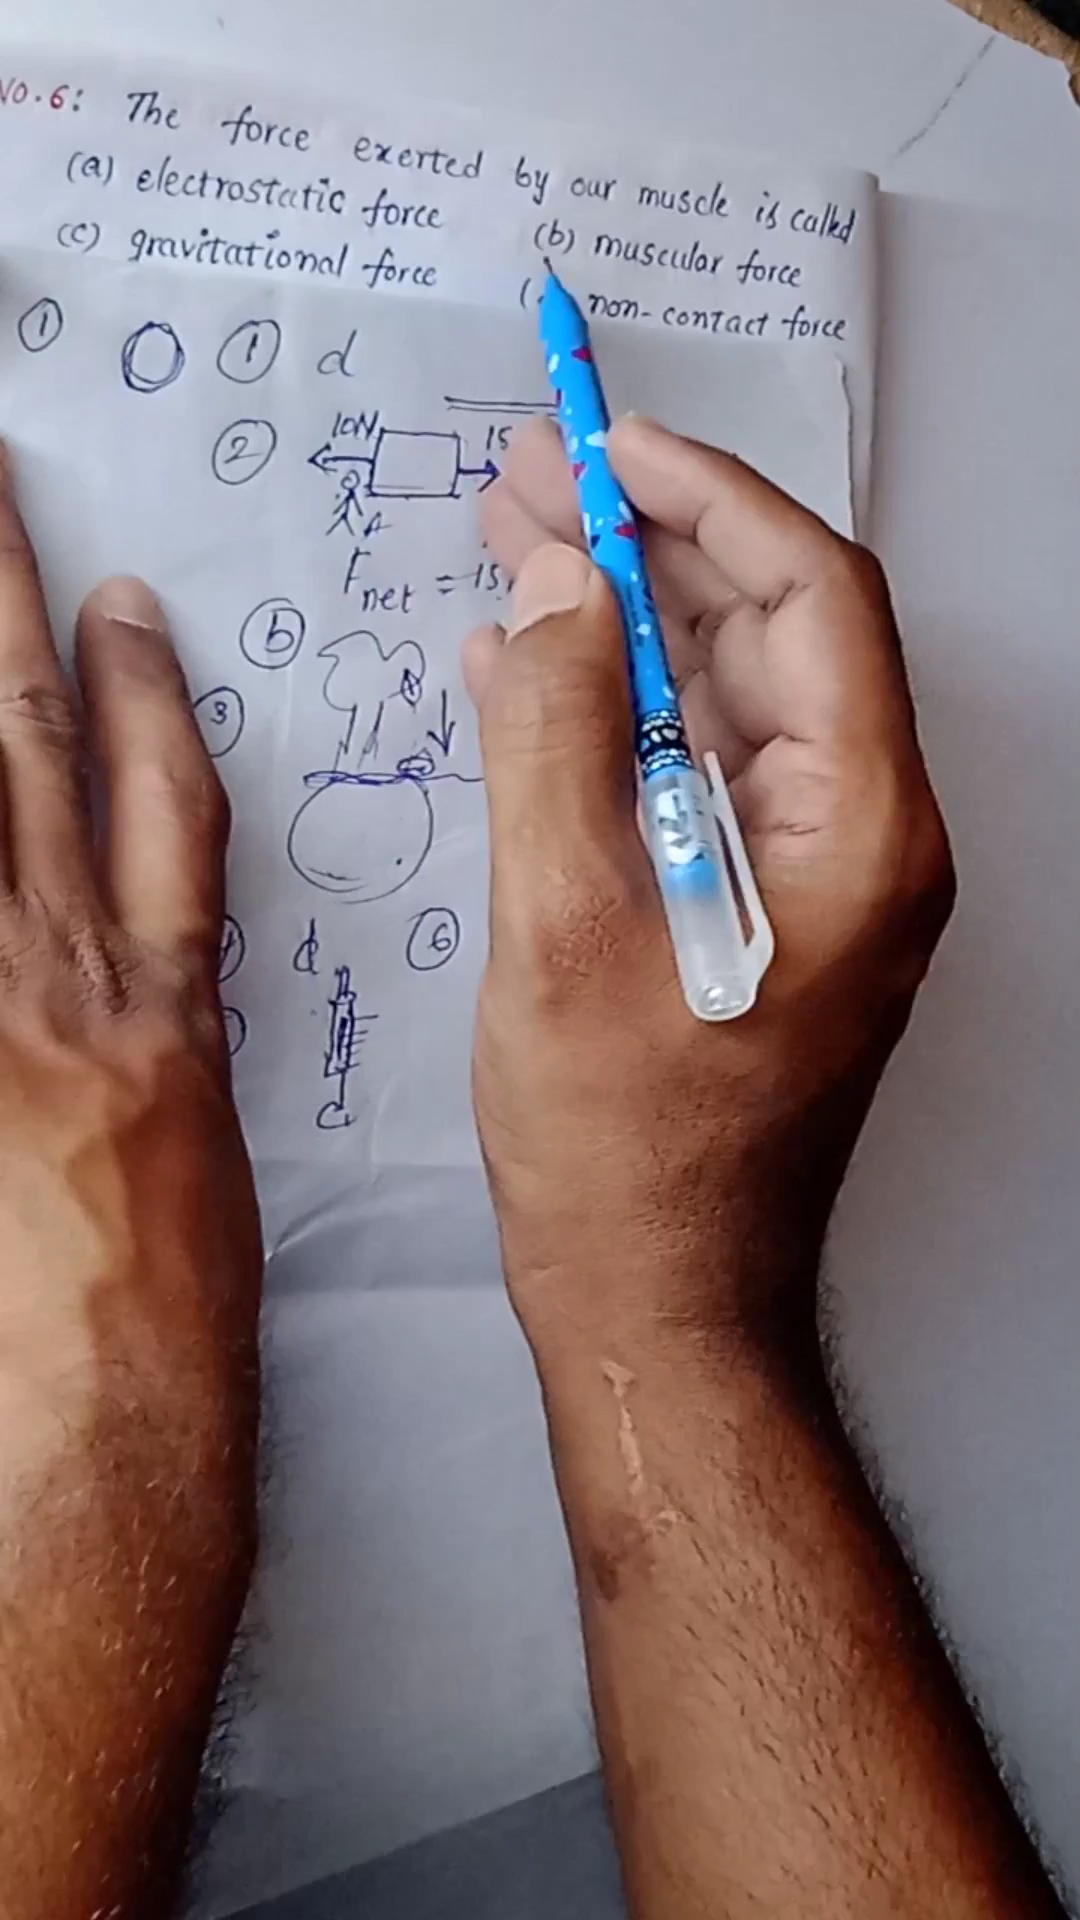 NO.6: The force exerted by our muscle is called
(a) electrostatic force (b) muscular force
(c) gravitational force ( non-contact force
1
1 d
2 10N 15
A
Fnet = 15
b
3
d 6